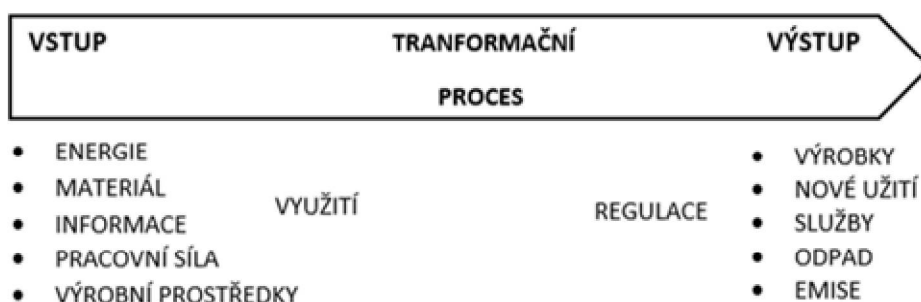 VSTUP TRANFORMAČNÍ VÝSTUP
PROCES
• ENERGIE
• MATERIÁL
• INFORMACE
• PRACOVNÍ SÍLA
• VÝROBNÍ PROSTŘEDKY
VYUŽITÍ
REGULACE
• VÝROBKY
• NOVÉ UŽITÍ
• SLUŽBY
• ODPAD
• EMISE